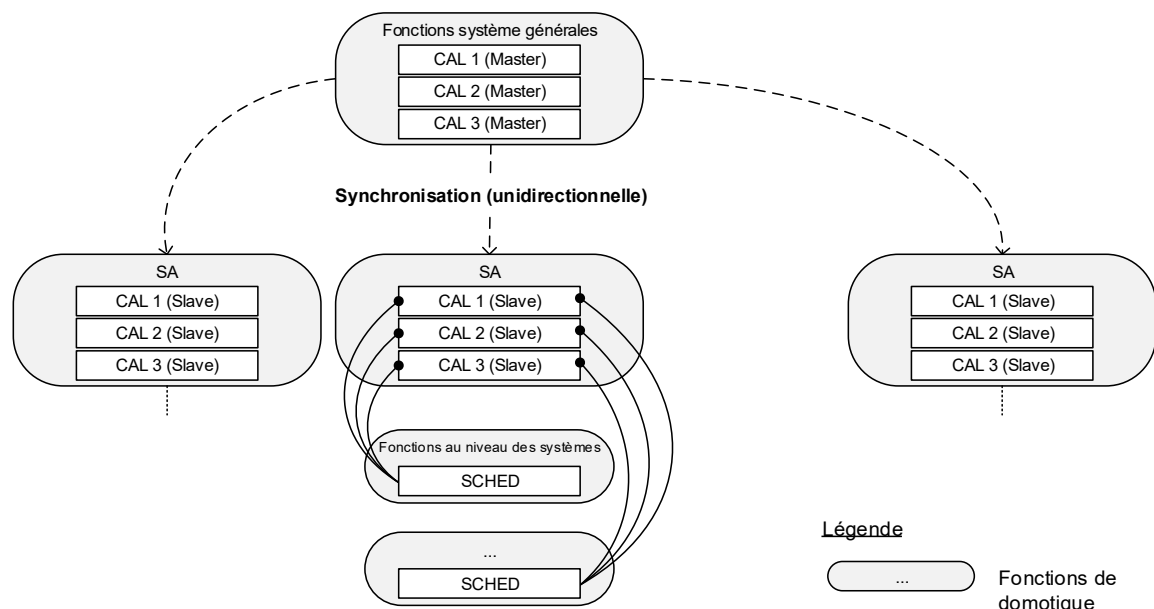 Fonctions système générales
CAL 1 (Master)
CAL 2 (Master)
CAL 3 (Master)
Synchronisation (unidirectionnelle)
SA
CAL 1 (Slave)
CAL 2 (Slave)
CAL 3 (Slave)
SA
CAL 1 (Slave)
CAL 2 (Slave)
CAL 3 (Slave)
SA
CAL 1 (Slave)
CAL 2 (Slave)
CAL 3 (Slave)
Fonctions au niveau des systèmes
SCHED
...
SCHED
Légende
...
Fonctions de
domotique